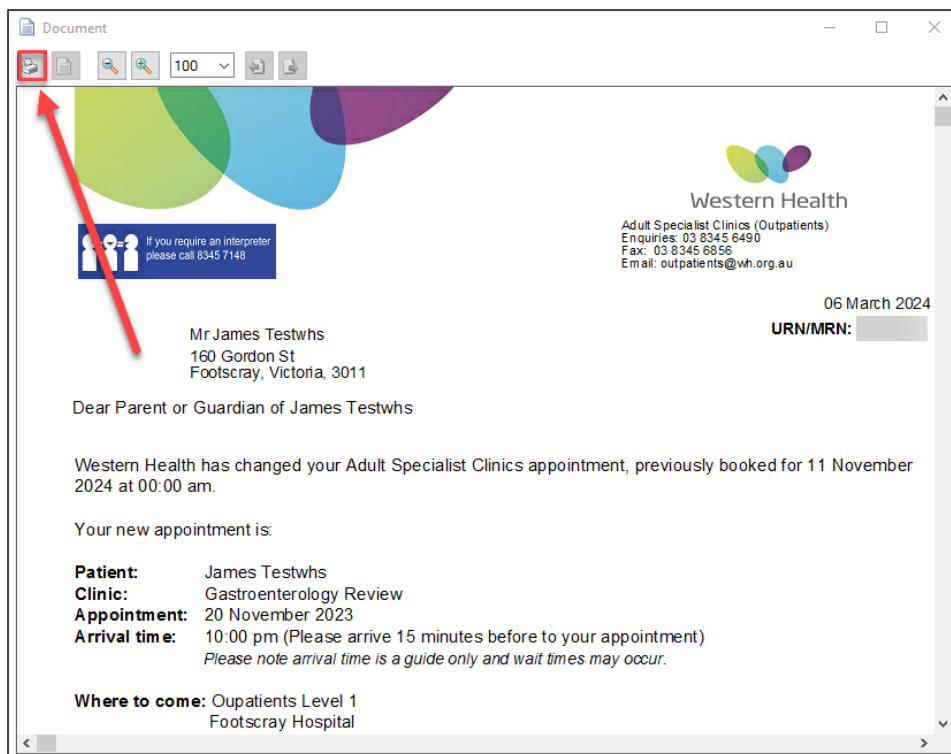 Document
100
If you require an interpreter
please call 8345 7148
Western Health
Adult Specialist Clinics (Outpatients)
Enquiries: 03 8345 6490
Fax: 03 8345 6856
Email: outpatients@wh.org.au
06 March 2024
URN/MRN:
Mr James Testwhs
160 Gordon St
Footscray, Victoria, 3011
Dear Parent or Guardian of James Testwhs
Western Health has changed your Adult Specialist Clinics appointment, previously booked for 11 November
2024 at 00:00 am.
Your new appointment is:
Patient: James Testwhs
Clinic: Gastroenterology Review
Appointment: 20 November 2023
Arrival time: 10:00 pm (Please arrive 15 minutes before to your appointment)
Please note arrival time is a guide only and wait times may occur.
Where to come: Oupatients Level 1
Footscray Hospital